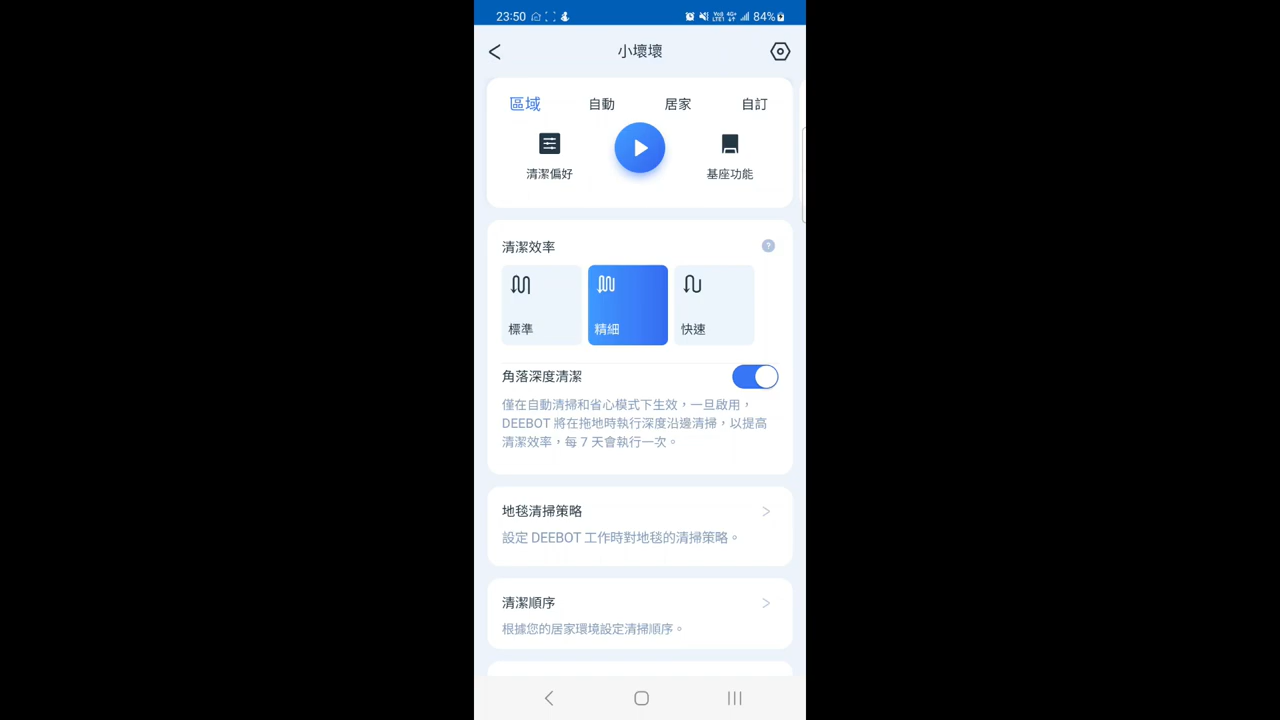 23:50
84%
小壞壞
區域 自動 居家 自訂
清潔偏好 基座功能
清潔效率
?
標準 精細 快速
角落深度清潔
僅在自動清掃和省心模式下生效，一旦啟用，
DEEBOT 將在拖地時執行深度沿邊清掃，以提高
清潔效率，每 7 天會執行一次。
地毯清掃策略
設定 DEEBOT 工作時對地毯的清掃策略。
清潔順序
根據您的居家環境設定清掃順序。